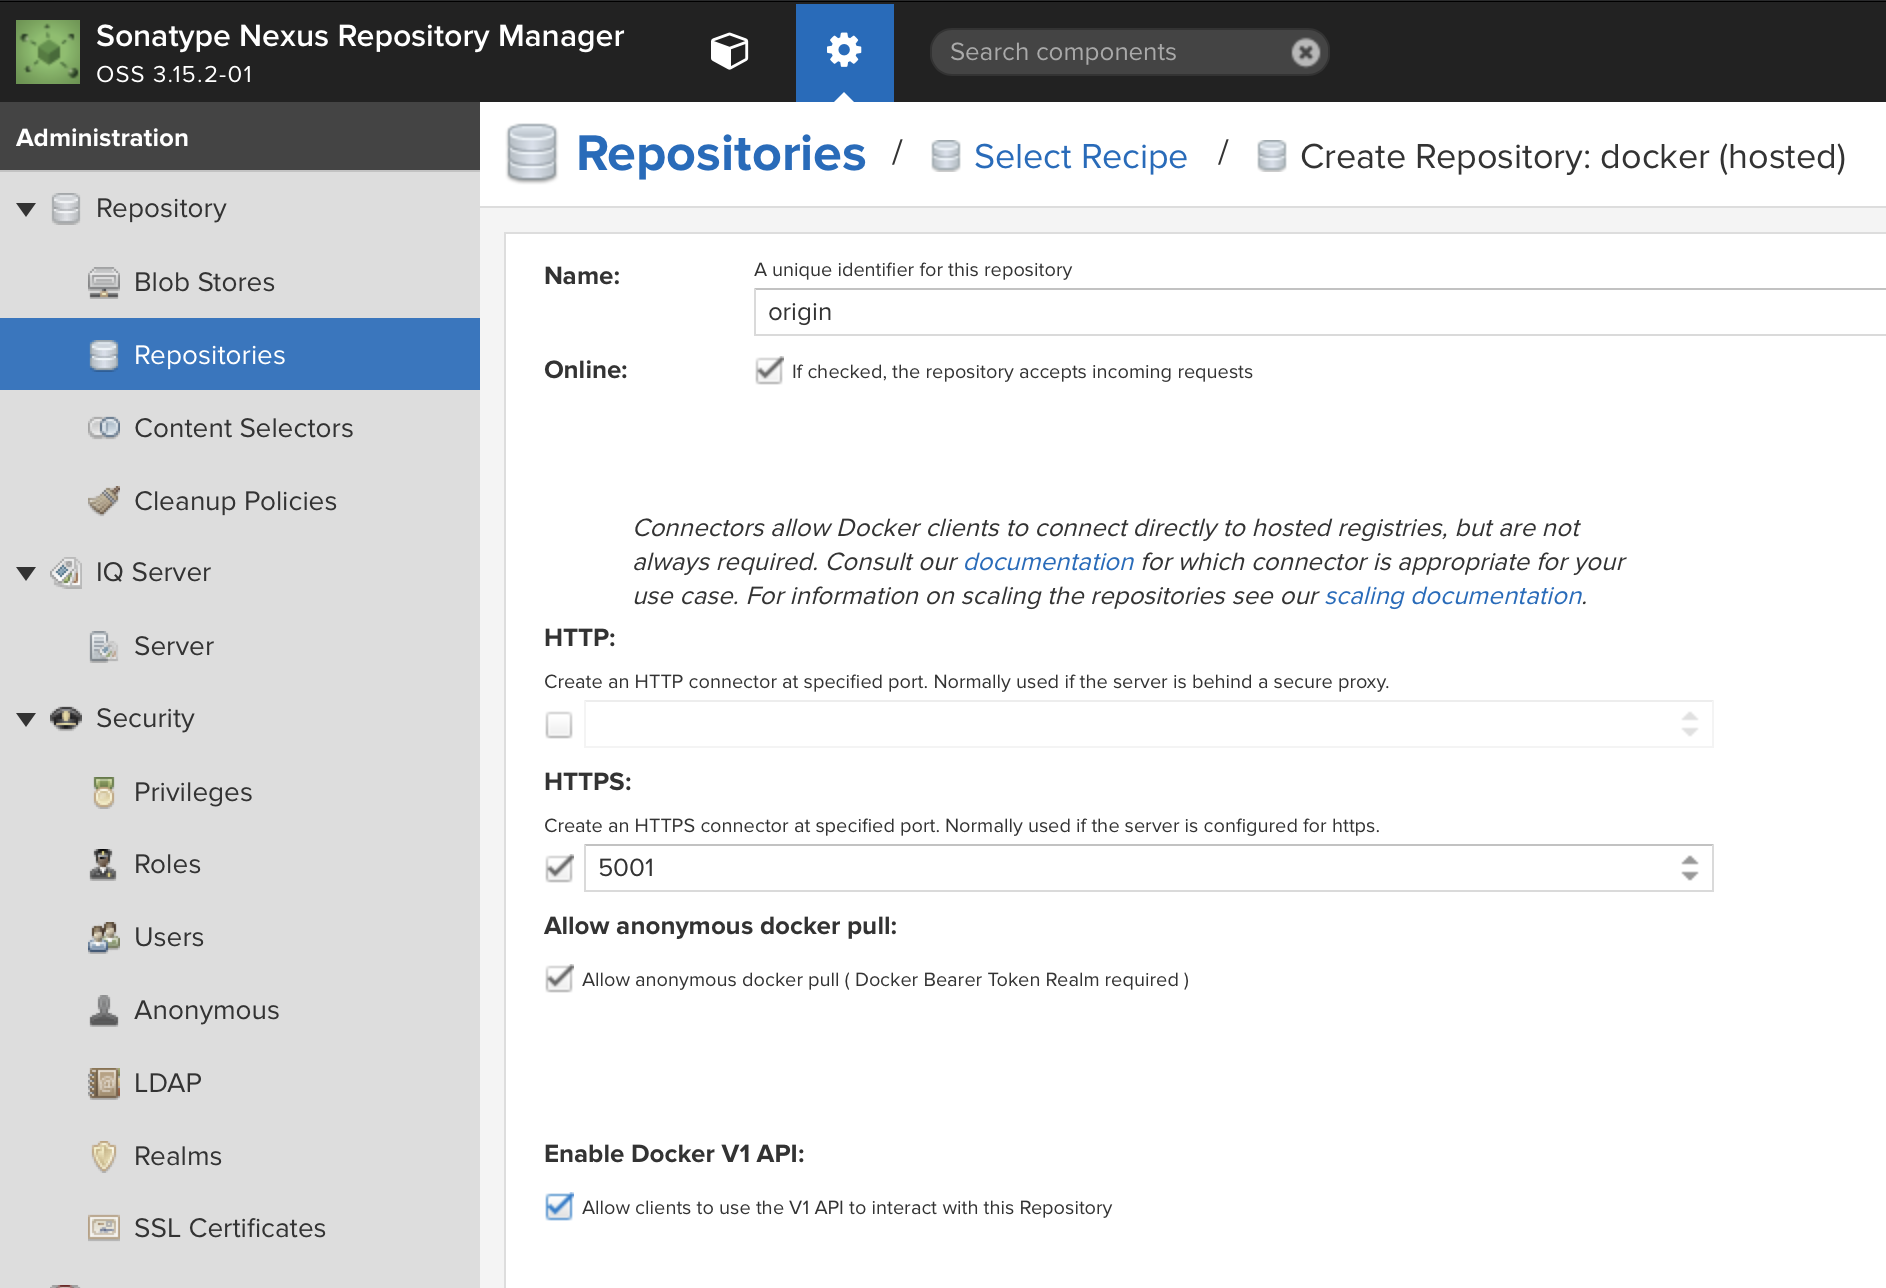 Sonatype Nexus Repository Manager
OSS 3.15.2-01
Search components
Administration
Repository
Blob Stores
Repositories
Content Selectors
Cleanup Policies
IQ Server
Server
Security
Privileges
Roles
Users
Anonymous
LDAP
Realms
SSL Certificates
Repositories / Select Recipe / Create Repository: docker (hosted)
Name:
A unique identifier for this repository
origin
Online:
If checked, the repository accepts incoming requests
Connectors allow Docker clients to connect directly to hosted registries, but are not
always required. Consult our documentation for which connector is appropriate for your
use case. For information on scaling the repositories see our scaling documentation.
HTTP:
Create an HTTP connector at specified port. Normally used if the server is behind a secure proxy.
HTTPS:
Create an HTTPS connector at specified port. Normally used if the server is configured for https.
5001
Allow anonymous docker pull:
Allow anonymous docker pull ( Docker Bearer Token Realm required )
Enable Docker V1 API:
Allow clients to use the V1 API to interact with this Repository